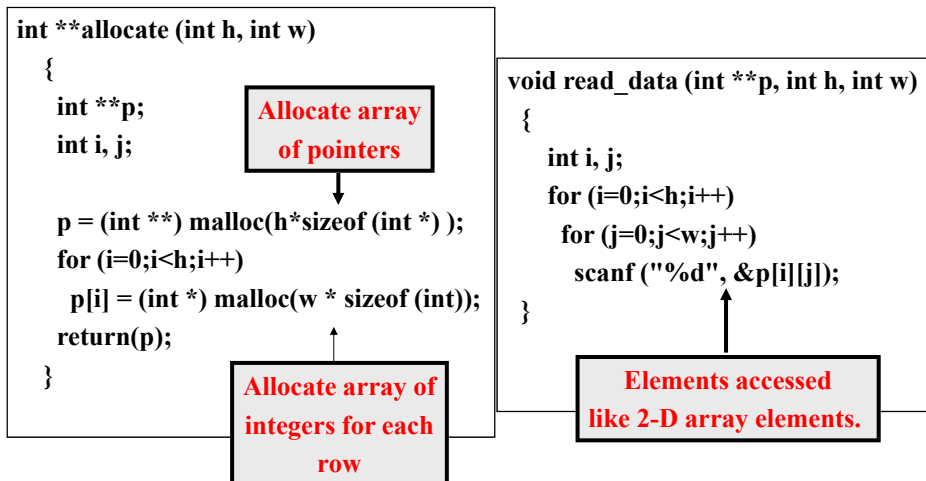 int **allocate (int h, int w)
{
int **p;
int i, j;
Allocate array
of pointers
p = (int **) malloc(h*sizeof (int *) );
for (i=0;i<h;i++)
p[i] = (int *) malloc(w * sizeof (int));
return(p);
}
Allocate array of
integers for each
row
void read_data (int **p, int h, int w)
{
int i, j;
for (i=0;i<h;i++)
for (j=0;j<w;j++)
scanf ("%d", &p[i][j]);
}
Elements accessed
like 2-D array elements.